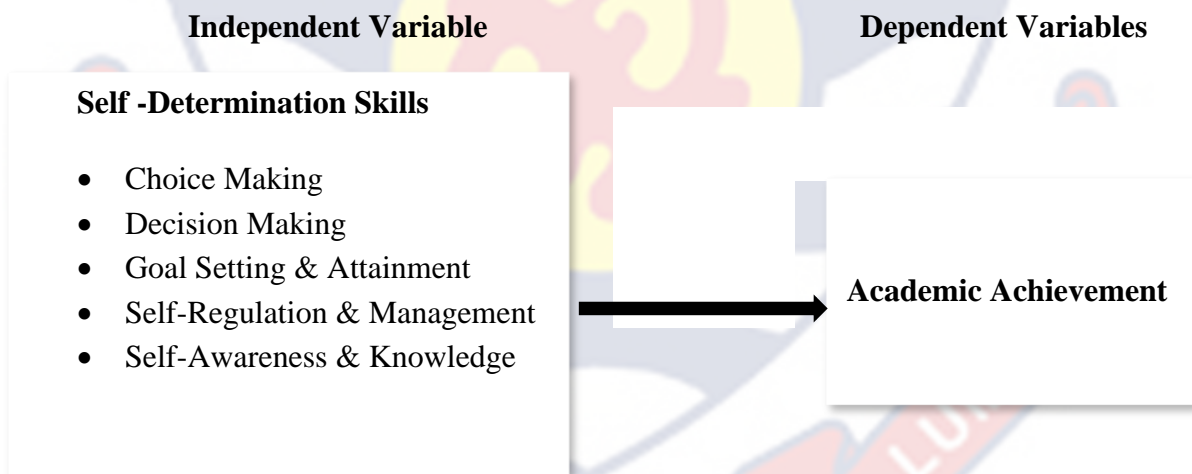 Independent Variable
Dependent Variables
Self -Determination Skills
• Choice Making
• Decision Making
• Goal Setting & Attainment
• Self-Regulation & Management
• Self-Awareness & Knowledge
Academic Achievement